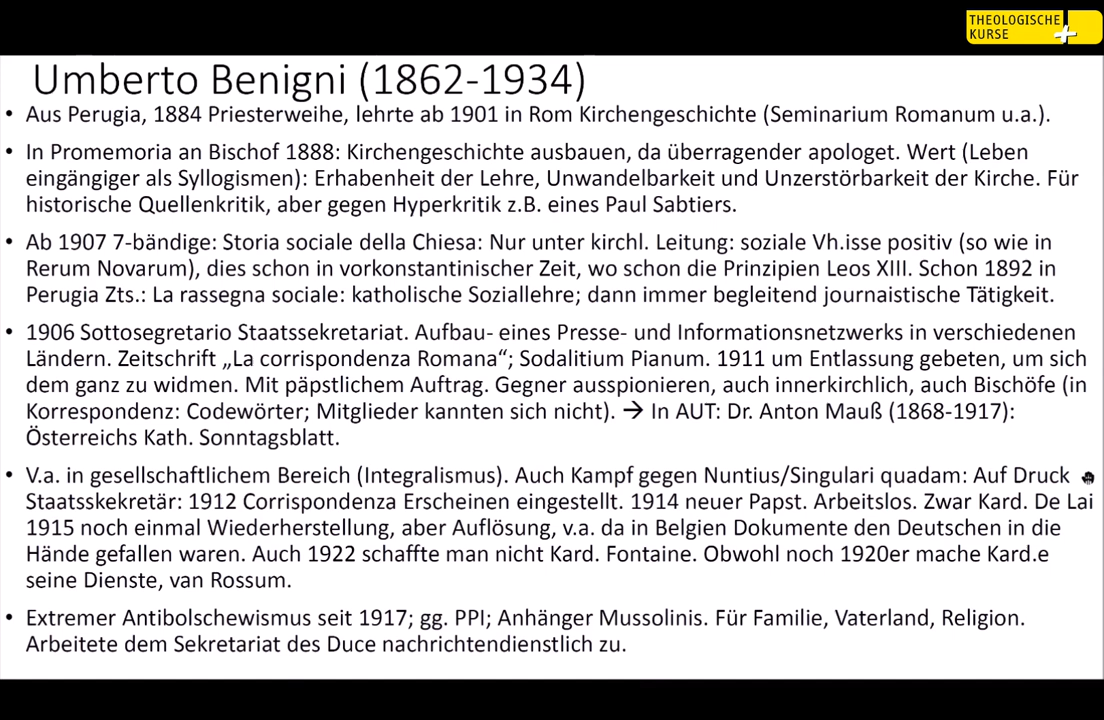 THEOLOGISCHE
KURSE
Umberto Benigni (1862-1934)
• Aus Perugia, 1884 Priesterweihe, lehrte ab 1901 in Rom Kirchengeschichte (Seminarium Romanum u.a.).
• In Promemoria an Bischof 1888: Kirchengeschichte ausbauen, da überragender apologet. Wert (Leben
eingängiger als Syllogismen): Erhabenheit der Lehre, Unwandelbarkeit und Unzerstörbarkeit der Kirche. Für
historische Quellenkritik, aber gegen Hyperkritik z.B. eines Paul Sabtiers.
• Ab 1907 7-bändige: Storia sociale della Chiesa: Nur unter kirchl. Leitung: soziale Vh.isse positiv (so wie in
Rerum Novarum), dies schon in vorkonstantinischer Zeit, wo schon die Prinzipien Leos XIII. Schon 1892 in
Perugia Zts.: La rassegna sociale: katholische Soziallehre; dann immer begleitend journaistische Tätigkeit.
• 1906 Sottosegretario Staatssekretariat. Aufbau- eines Presse- und Informationsnetzwerks in verschiedenen
Ländern. Zeitschrift „La corrispondenza Romana“; Sodalitium Pianum. 1911 um Entlassung gebeten, um sich
dem ganz zu widmen. Mit päpstlichem Auftrag. Gegner ausspionieren, auch innerkirchlich, auch Bischöfe (in
Korrespondenz: Codewörter; Mitglieder kannten sich nicht). → In AUT: Dr. Anton Mauß (1868-1917):
Österreichs Kath. Sonntagsblatt.
• V.a. in gesellschaftlichem Bereich (Integralismus). Auch Kampf gegen Nuntius/Singulari quadam: Auf Druck
Staatsskekretär: 1912 Corrispondenza Erscheinen eingestellt. 1914 neuer Papst. Arbeitslos. Zwar Kard. De Lai
1915 noch einmal Wiederherstellung, aber Auflösung, v.a. da in Belgien Dokumente den Deutschen in die
Hände gefallen waren. Auch 1922 schaffte man nicht Kard. Fontaine. Obwohl noch 1920er mache Kard.e
seine Dienste, van Rossum.
• Extremer Antibolschewismus seit 1917; gg. PPI; Anhänger Mussolinis. Für Familie, Vaterland, Religion.
Arbeitete dem Sekretariat des Duce nachrichtendienstlich zu.